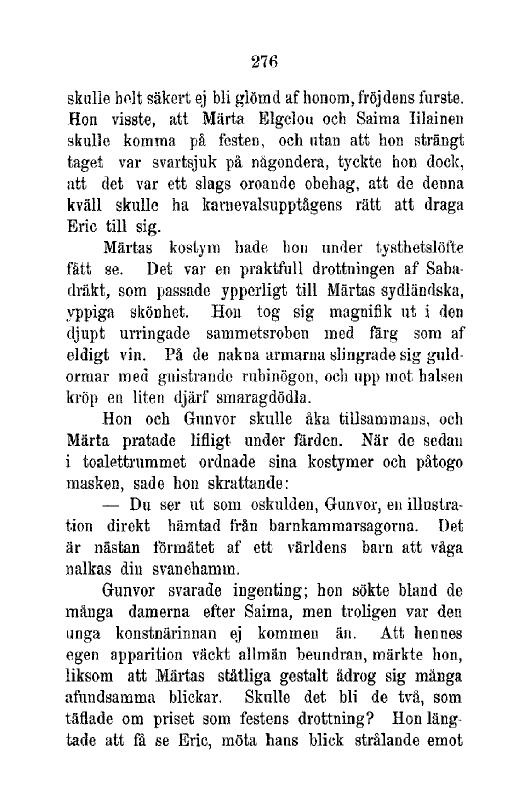 276
skulle helt säkert ej bli glömd af honom, fröjdens furste.
Hon visste, att Märta Elgclou och Saima Iilainen
skulle komma på festen, och utan att hon strängt
taget var svartsjuk på någondera, tyckte hon dock,
att det var ett slags oroande obehag, att de denna
kväll skulle ha karnevalsupptågens rätt att draga
Eric till sig.
Märtas kostym hade hon under tysthetslöfte
fått se. Det var en praktfull drottningen af Saba-
dräkt, som passade ypperligt till Märtas sydländska,
yppiga skönhet. Hon tog sig magnifik ut i den
djupt urringade sammetsroben med färg som af
eldigt vin. På de nakna armarna slingrade sig guld-
ormar med gnistrande rubinögon, och upp mot halsen
kröp en liten djärf smaragdödla.
Hon och Gunvor skulle åka tillsammans, och
Märta pratade lifligt under färden. När de sedan
i toalettrummet ordnade sina kostymer och påtogo
masken, sade hon skrattande:
— Du ser ut som oskulden, Gunvor, en illustra-
tion direkt hämtad från barnkammarsagorna. Det
är nästan förmätet af ett världens barn att våga
nalkas din svanehamm.
Gunvor svarade ingenting; hon sökte bland de
många damerna efter Saima, men troligen var den
unga konstnärinnan ej kommen än. Att hennes
egen apparition väckt allmän beundran, märkte hon,
liksom att Märtas ståtliga gestalt ådrog sig många
afundsamma blickar. Skulle det bli de två, som
täflade om priset som festens drottning? Hon läng-
tade att få se Eric, möta hans blick strålande emot